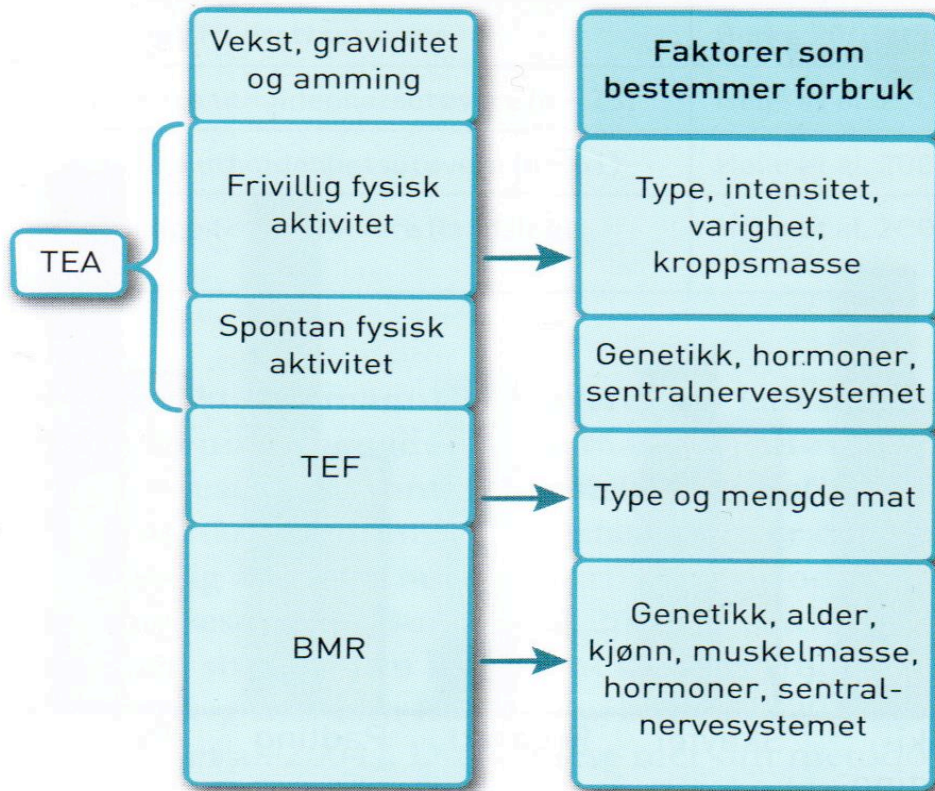 Vekst, graviditet
og amming
Faktorer som
bestemmer forbruk
TEA
Frivillig fysisk
aktivitet
Type, intensitet,
varighet,
kroppsmasse
Spontan fysisk
aktivitet
Genetikk, hormoner,
sentralnervesystemet
TEF
Type og mengde mat
BMR
Genetikk, alder,
kjønn, muskelmasse,
hormoner, sentral-
nervesystemet